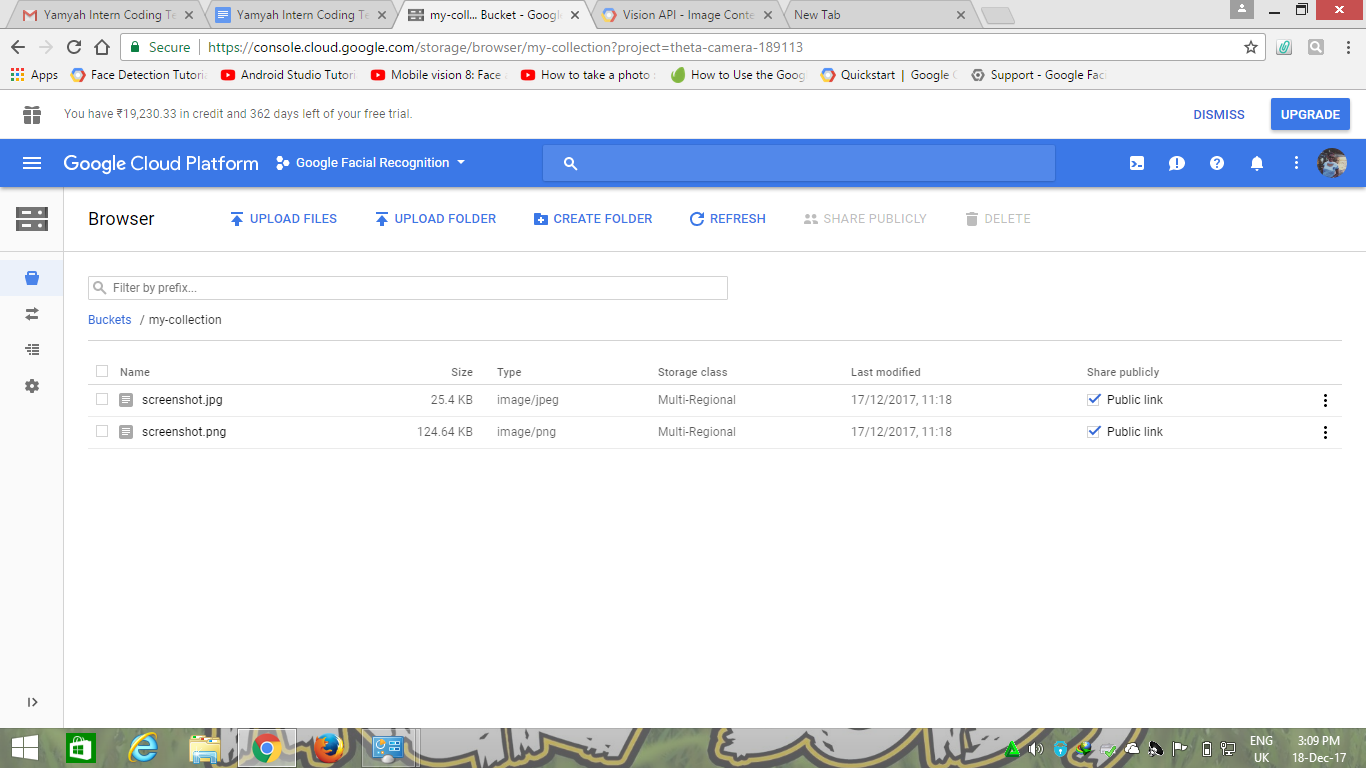 Yamyah Intern Coding Te
Yamyah Intern Coding Te
my-coll... Bucket - Google
Vision API - Image Conte
New Tab
Secure https://console.cloud.google.com/storage/browser/my-collection?project=theta-camera-189113
Apps Face Detection Tutori Android Studio Tutori Mobile vision 8: Face How to take a photo How to Use the Goog Quickstart | Google Support - Google Fac
You have ₹19,230.33 in credit and 362 days left of your free trial. DISMISS UPGRADE
Google Cloud Platform Google Facial Recognition
Browser UPLOAD FILES UPLOAD FOLDER CREATE FOLDER REFRESH SHARE PUBLICLY DELETE
Filter by prefix...
Buckets / my-collection
Name Size Type Storage class Last modified Share publicly
screenshot.jpg 25.4 KB image/jpeg Multi-Regional 17/12/2017, 11:18 Public link
screenshot.png 124.64 KB image/png Multi-Regional 17/12/2017, 11:18 Public link
ENG 3:09 PM
UK 18-Dec-17